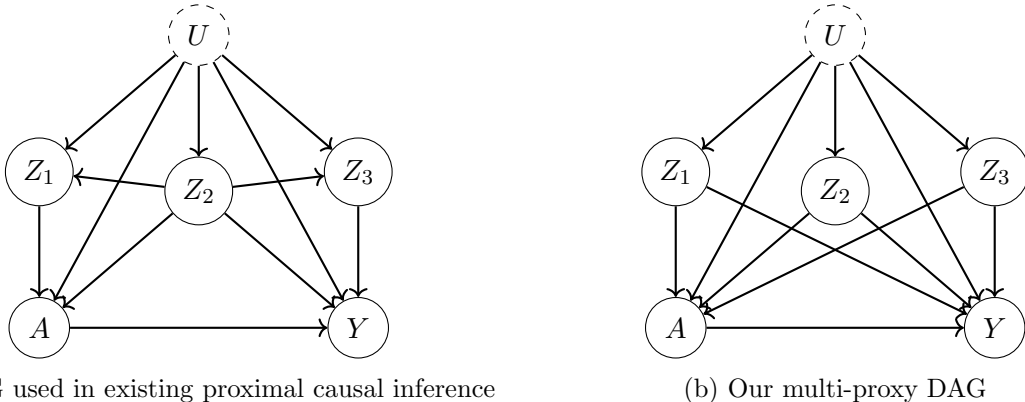 U
U
Z₁
Z₂
Z₃
Z₁
Z₂
Z₃
A
Y
A
Y
used in existing proximal causal inference
(b) Our multi-proxy DAG